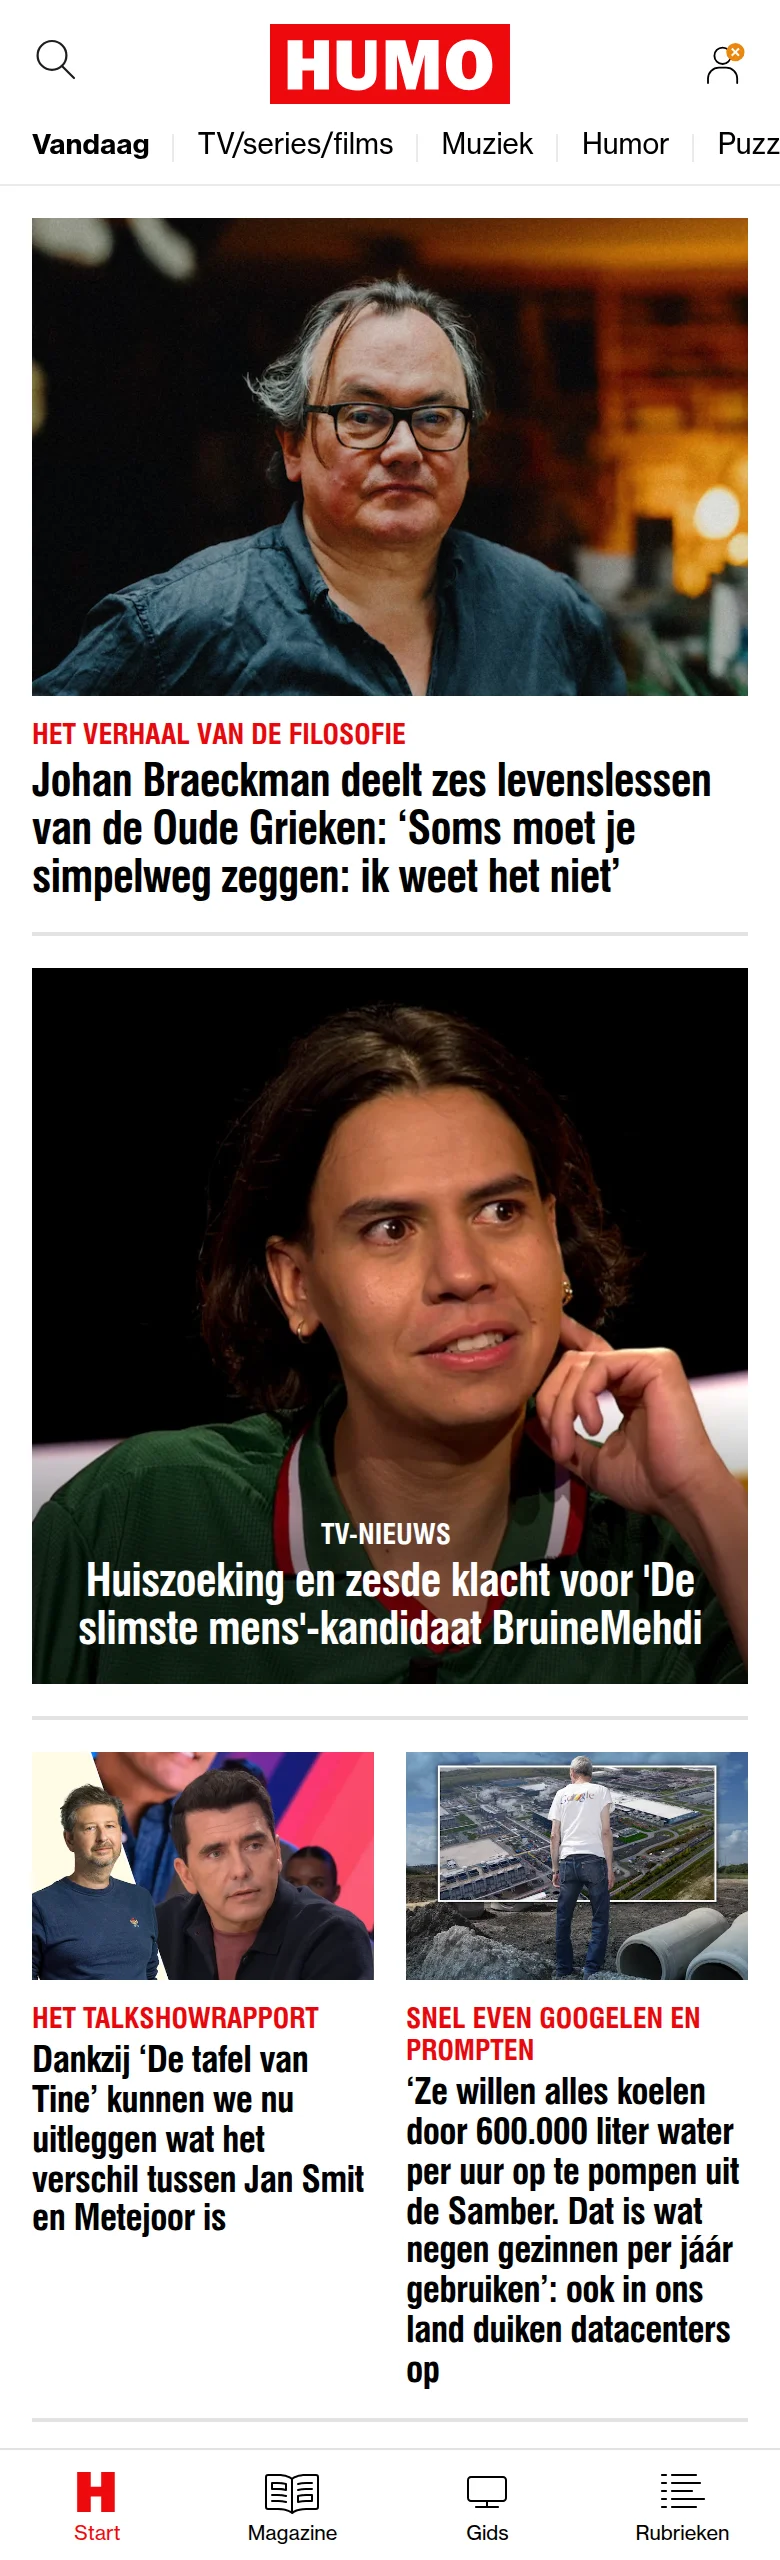 HUMO
Vandaag
TV/series/films
Muziek
Humor
Puzz
HET VERHAAL VAN DE FILOSOFIE
Johan Braeckman deelt zes levenslessen
van de Oude Grieken: ‘Soms moet je
simpelweg zeggen: ik weet het niet’
TV-NIEUWS
Huiszoeking en zesde klacht voor 'De
slimste mens'-kandidaat BruineMehdi
HET TALKSHOWRAPPORT
Dankzij ‘De tafel van
Tine’ kunnen we nu
uitleggen wat het
verschil tussen Jan Smit
en Metejoor is
Google
SNEL EVEN GOOGELEN EN
PROMPTEN
‘Ze willen alles koelen
door 600.000 liter water
per uur op te pompen uit
de Samber. Dat is wat
negen gezinnen per jáár
gebruiken’: ook in ons
land duiken datacenters
op
H
Start
Magazine
Gids
Rubrieken